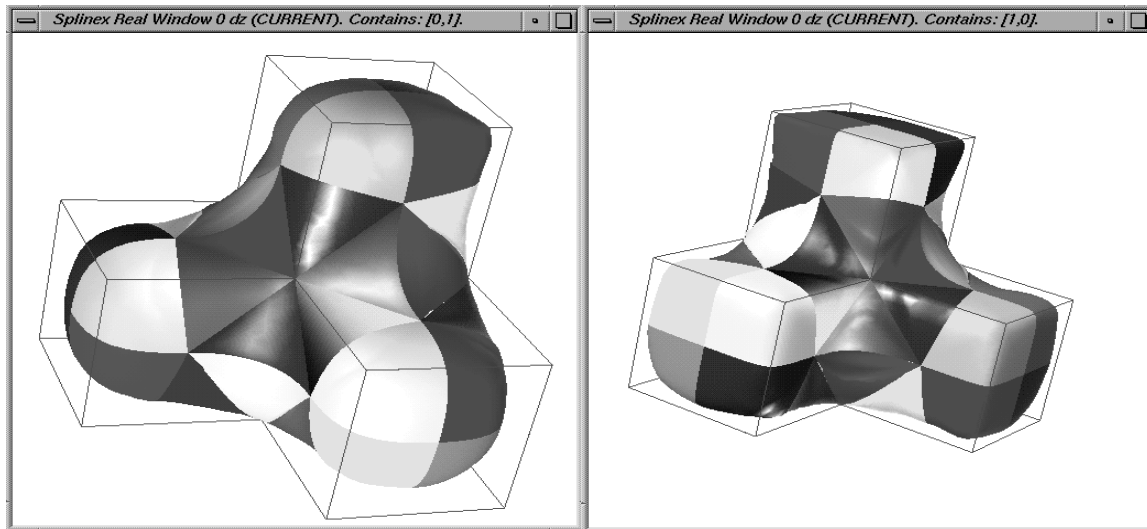 Splinex Real Window 0 dz (CURRENT). Contains: [0,1].
Splinex Real Window 0 dz (CURRENT). Contains: [1,0].